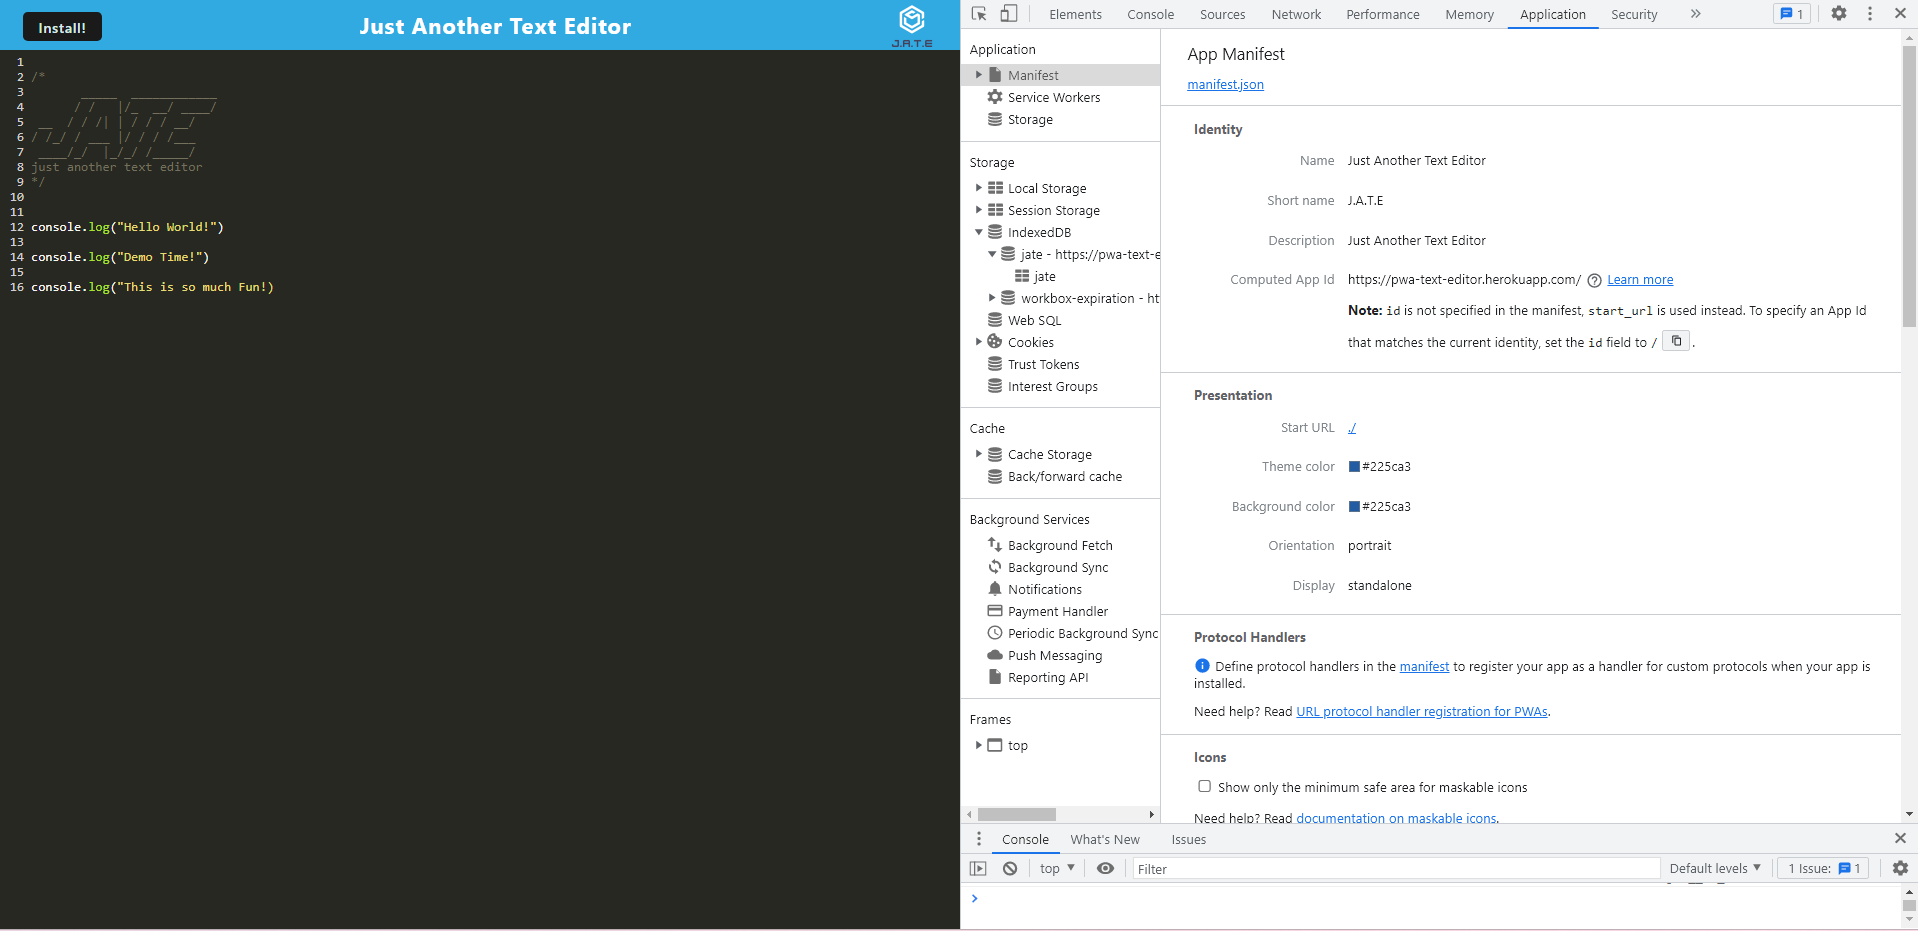 Install!
Just Another Text Editor
J.A.T.E
1
2 /*
3        _____  ____________
4       / /   |/_  __/ ____/
5  __  / / /| | / / / __/
6 / /_/ / ___ |/ / / /___
7  ____/_/  |_/_/ /_____/
8 just another text editor
9 */
10
11
12 console.log("Hello World!")
13
14 console.log("Demo Time!")
15
16 console.log("This is so much Fun!)
Elements Console Sources Network Performance Memory Application Security » 1
Application
Manifest
Service Workers
Storage
Storage
Local Storage
Session Storage
IndexedDB
jate - https://pwa-text-e
jate
workbox-expiration - ht
Web SQL
Cookies
Trust Tokens
Interest Groups
Cache
Cache Storage
Back/forward cache
Background Services
Background Fetch
Background Sync
Notifications
Payment Handler
Periodic Background Sync
Push Messaging
Reporting API
Frames
top
App Manifest
manifest.json
Identity
Name Just Another Text Editor
Short name J.A.T.E
Description Just Another Text Editor
Computed App Id https://pwa-text-editor.herokuapp.com/ Learn more
Note: id is not specified in the manifest, start_url is used instead. To specify an App Id
that matches the current identity, set the id field to / .
Presentation
Start URL ./
Theme color #225ca3
Background color #225ca3
Orientation portrait
Display standalone
Protocol Handlers
Define protocol handlers in the manifest to register your app as a handler for custom protocols when your app is
installed.
Need help? Read URL protocol handler registration for PWAs.
Icons
Show only the minimum safe area for maskable icons
Need help? Read documentation on maskable icons.
Console What's New Issues
top Filter Default levels 1 Issue: 1